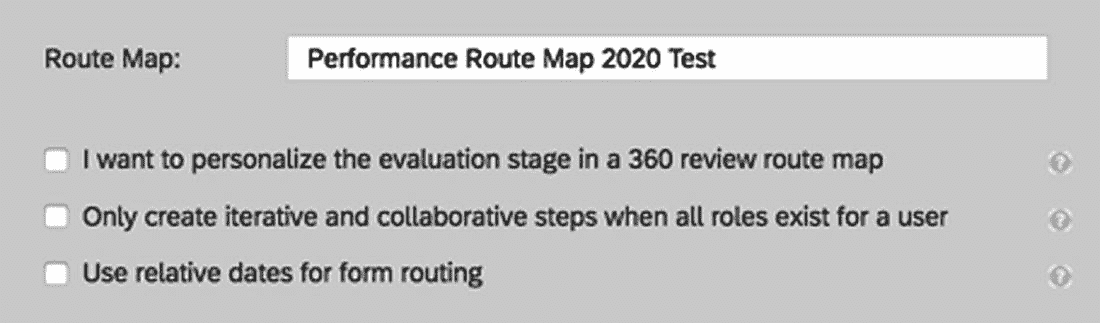 Route Map: Performance Route Map 2020 Test
I want to personalize the evaluation stage in a 360 review route map
Only create iterative and collaborative steps when all roles exist for a user
Use relative dates for form routing